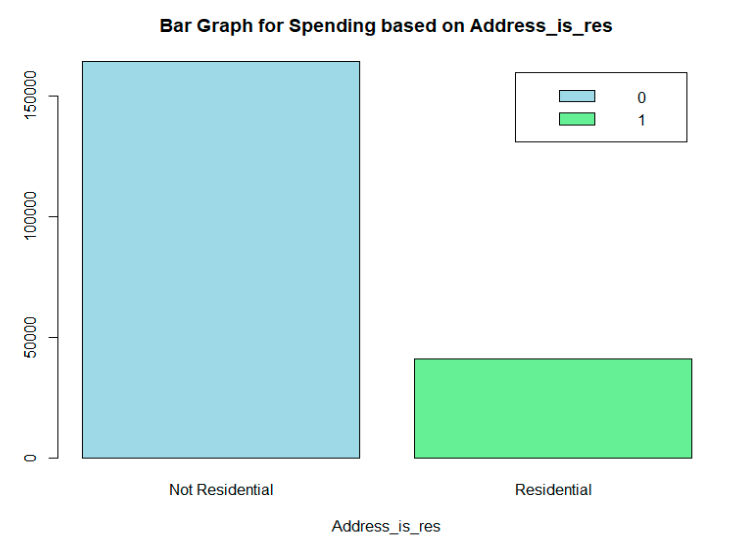 Bar Graph for Spending based on Address_is_res
150000
100000
50000
0
0
1
Not Residential
Residential
Address_is_res